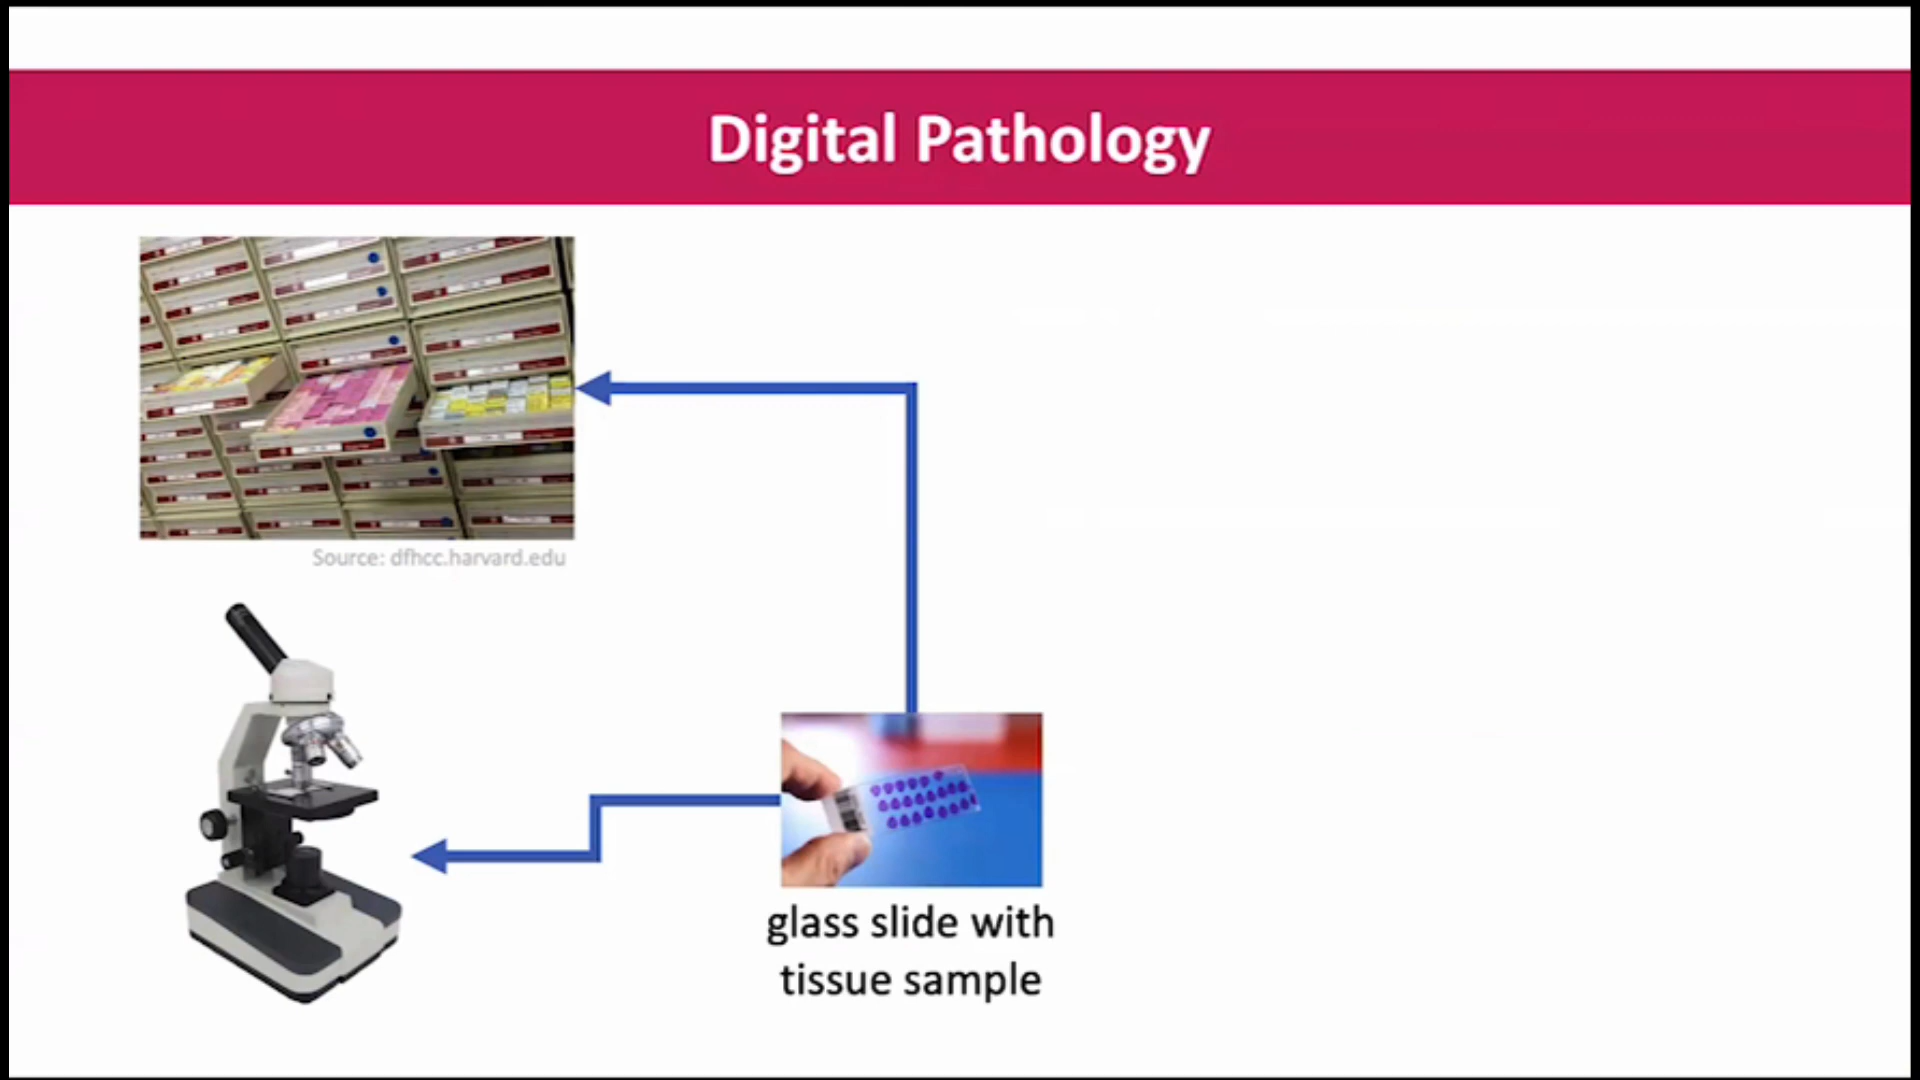 Digital Pathology
Source: dfhcc.harvard.edu
glass slide with
tissue sample